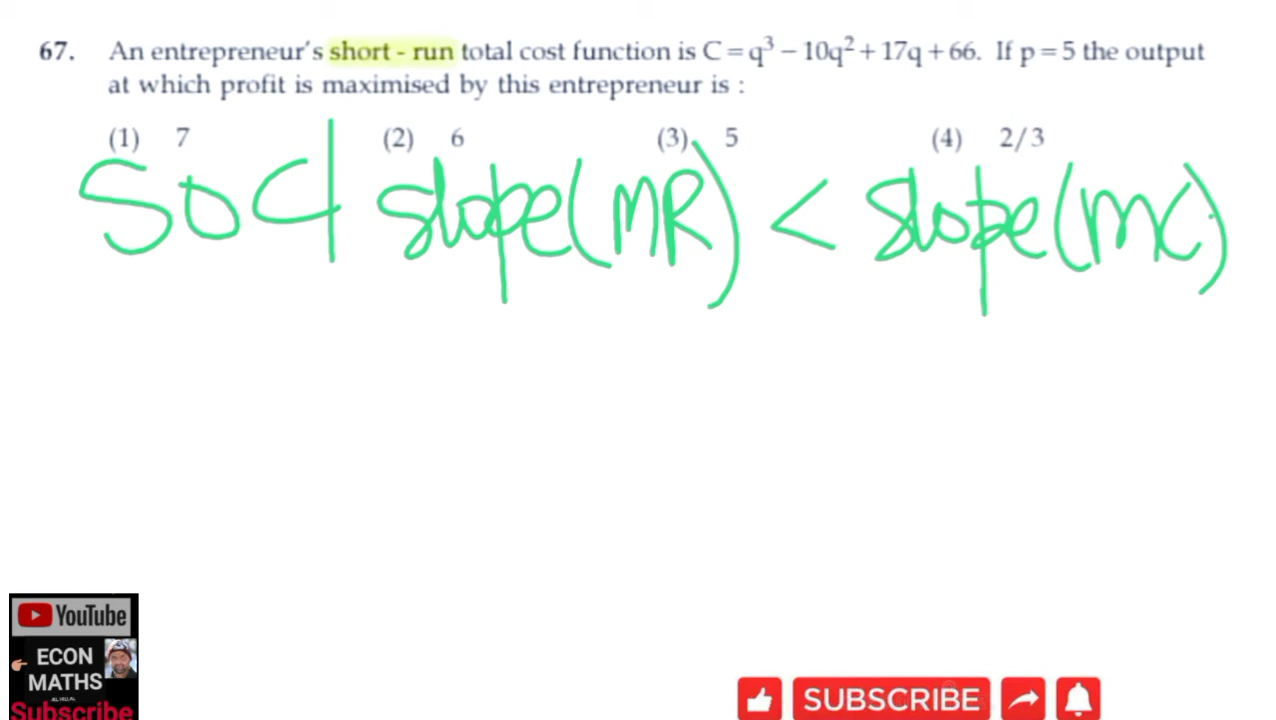 67. An entrepreneur's short - run total cost function is C = q³ – 10q² + 17q + 66. If p = 5 the output
at which profit is maximised by this entrepreneur is :
(1) 7 (2) 6 (3) 5 (4) 2/3
SOC | slope(MR) < slope(MC)
YouTube
ECON
MATHS
Subscribe
SUBSCRIBE